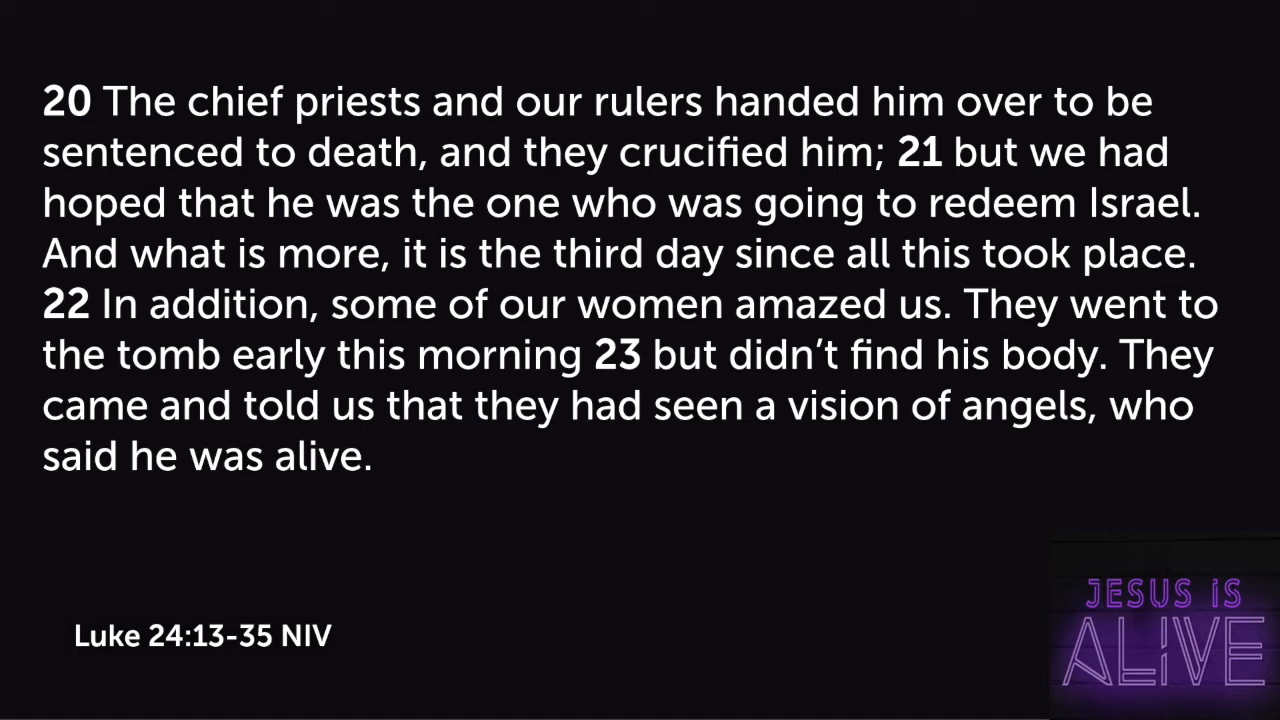 20 The chief priests and our rulers handed him over to be
sentenced to death, and they crucified him; 21 but we had
hoped that he was the one who was going to redeem Israel.
And what is more, it is the third day since all this took place.
22 In addition, some of our women amazed us. They went to
the tomb early this morning 23 but didn’t find his body. They
came and told us that they had seen a vision of angels, who
said he was alive.
Luke 24:13-35 NIV
JESUS IS
ALIVE